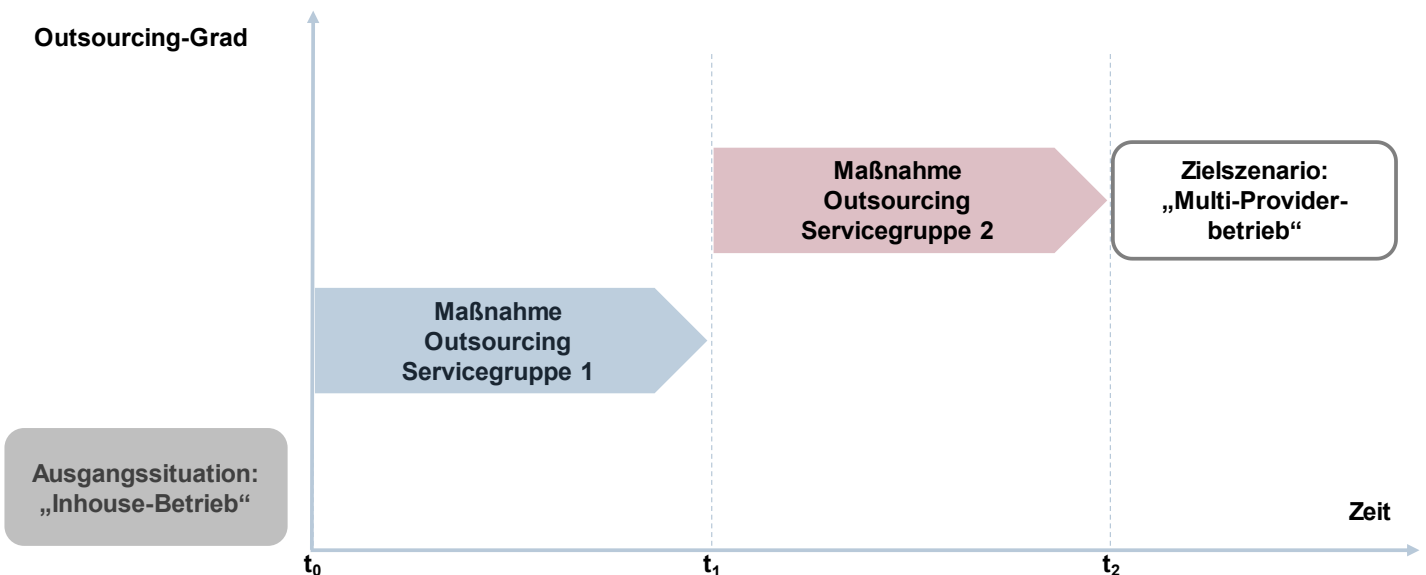 Outsourcing-Grad
Maßnahme
Outsourcing
Servicegruppe 2
Zielszenario:
„Multi-Provider-
betrieb“
Maßnahme
Outsourcing
Servicegruppe 1
Ausgangssituation:
„Inhouse-Betrieb“
Zeit
t₀
t₁
t₂